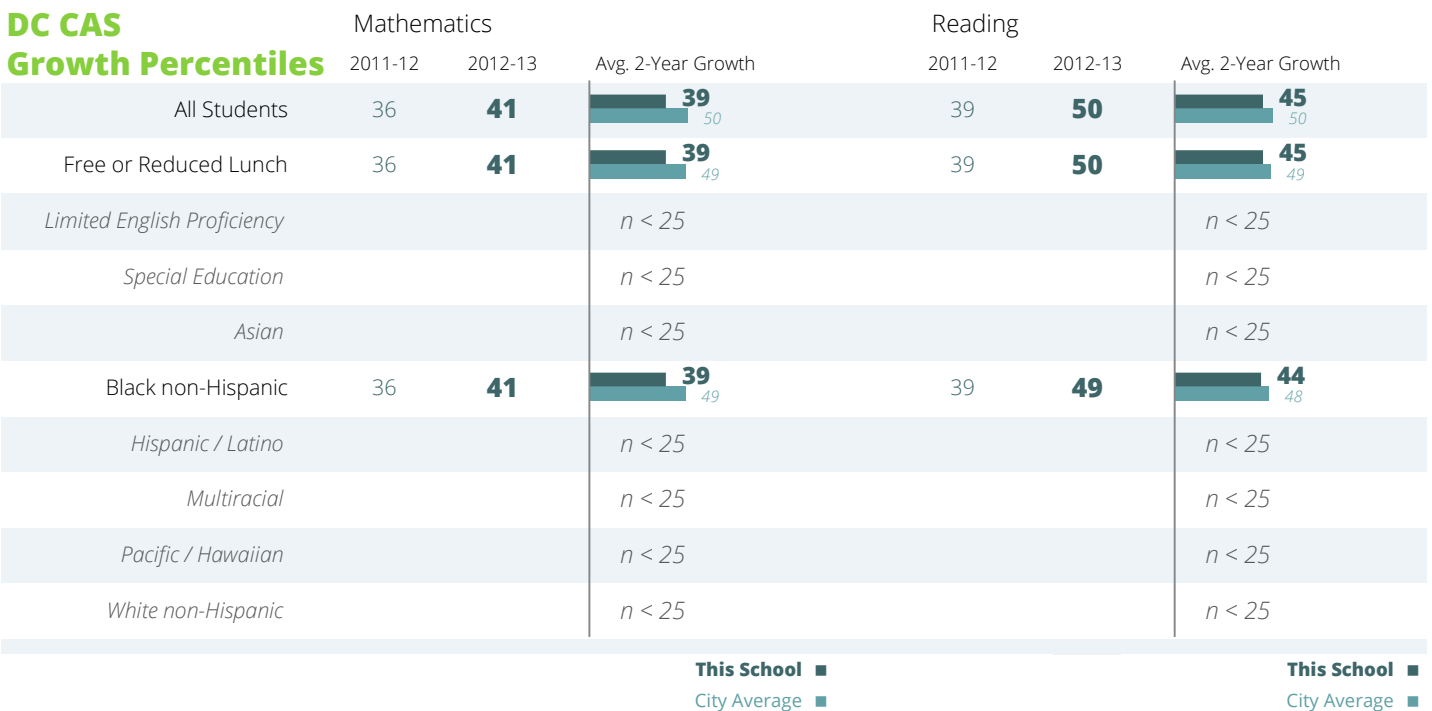 DC CAS
Growth Percentiles
Mathematics
Reading
2011-12 2012-13 Avg. 2-Year Growth 2011-12 2012-13 Avg. 2-Year Growth
All Students 36 41 39 50 39 50 45 50
Free or Reduced Lunch 36 41 39 49 39 50 45 49
Limited English Proficiency n < 25 n < 25
Special Education n < 25 n < 25
Asian n < 25 n < 25
Black non-Hispanic 36 41 39 49 39 49 44 48
Hispanic / Latino n < 25 n < 25
Multiracial n < 25 n < 25
Pacific / Hawaiian n < 25 n < 25
White non-Hispanic n < 25 n < 25
This School This School
City Average City Average